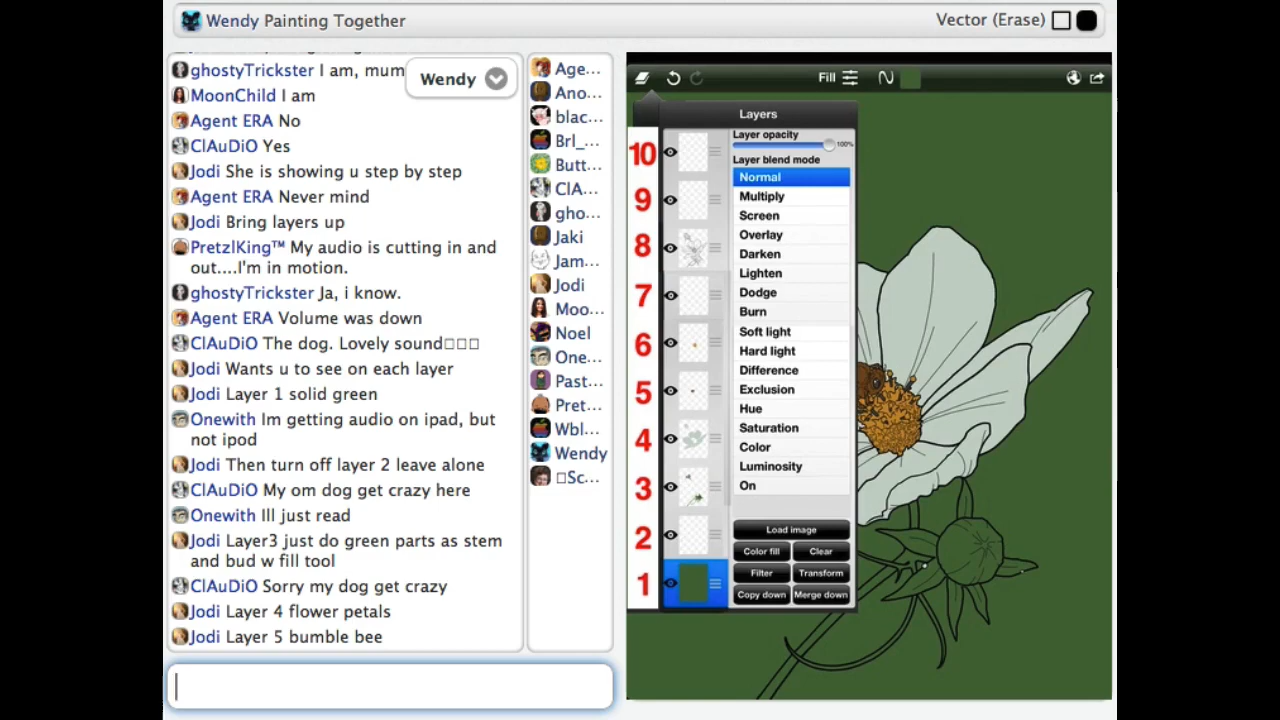 Wendy Painting Together
Vector (Erase)
ghostyTrickster I am, mum
Wendy
MoonChild I am
Agent ERA No
ClAuDiO Yes
Jodi She is showing u step by step
Agent ERA Never mind
Jodi Bring layers up
PretzlKing™ My audio is cutting in and
out....I'm in motion.
ghostyTrickster Ja, i know.
Agent ERA Volume was down
ClAuDiO The dog. Lovely sound
Jodi Wants u to see on each layer
Jodi Layer 1 solid green
Onewith Im getting audio on ipad, but
not ipod
Jodi Then turn off layer 2 leave alone
ClAuDiO My om dog get crazy here
Onewith Ill just read
Jodi Layer3 just do green parts as stem
and bud w fill tool
ClAuDiO Sorry my dog get crazy
Jodi Layer 4 flower petals
Jodi Layer 5 bumble bee
Age...
Ano...
blac...
Brl_...
Butt...
ClA...
gho...
Jaki
Jam...
Jodi
Moo...
Noel
One...
Past...
Pret...
Wbl...
Wendy
Sc...
Fill
Layers
10
9
8
7
6
5
4
3
2
1
Layer opacity
100%
Layer blend mode
Normal
Multiply
Screen
Overlay
Darken
Lighten
Dodge
Burn
Soft light
Hard light
Difference
Exclusion
Hue
Saturation
Color
Luminosity
On
Load image
Color fill Clear
Filter Transform
Copy down Merge down